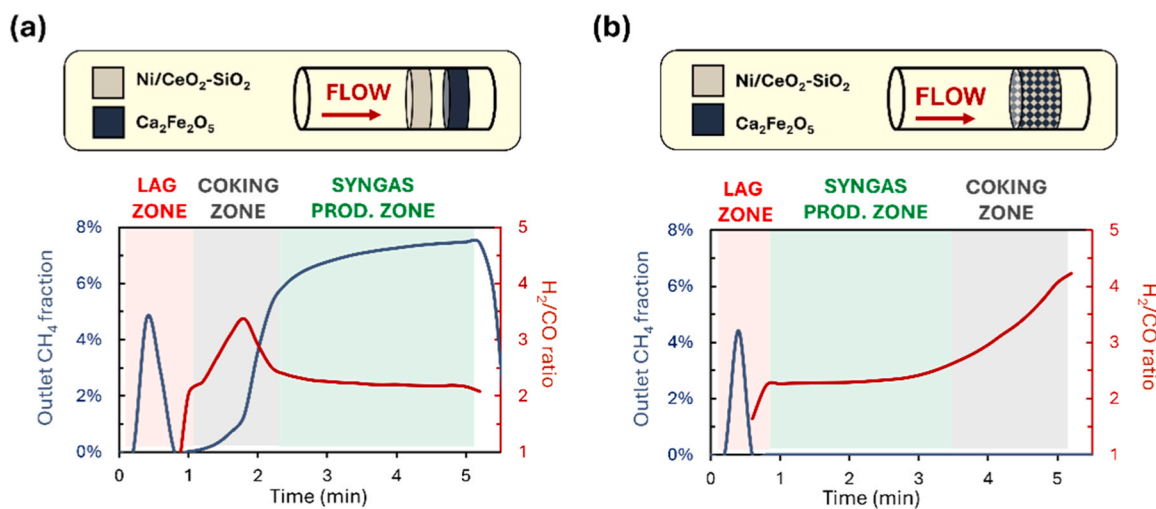 (a)
Ni/CeO₂-SiO₂
Ca₂Fe₂O₅
FLOW
LAG
ZONE
COKING
ZONE
SYNGAS
PROD. ZONE
8%
6%
4%
2%
0%
Outlet CH₄ fraction
5
4
3
2
1
H₂/CO ratio
0 1 2 3 4 5
Time (min)
(b)
Ni/CeO₂-SiO₂
Ca₂Fe₂O₅
FLOW
LAG
ZONE
SYNGAS
PROD. ZONE
COKING
ZONE
8%
6%
4%
2%
0%
Outlet CH₄ fraction
5
4
3
2
1
H₂/CO ratio
0 1 2 3 4 5
Time (min)